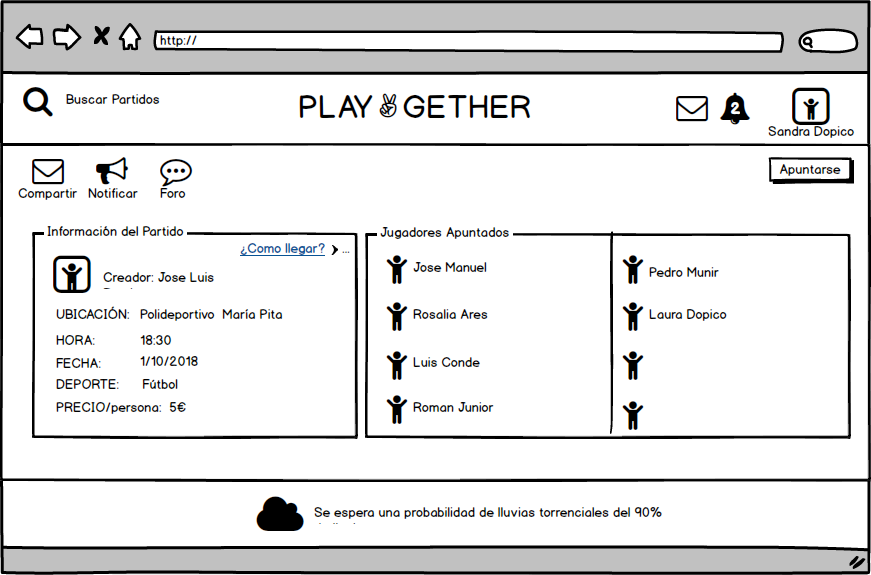 http://
Buscar Partidos
PLAY✌GETHER
2
Sandra Dopico
Compartir
Notificar
Foro
Apuntarse
Información del Partido
¿Como llegar? ...
Creador: Jose Luis
UBICACIÓN: Polideportivo María Pita
HORA: 18:30
FECHA: 1/10/2018
DEPORTE: Fútbol
PRECIO/persona: 5€
Jugadores Apuntados
Jose Manuel
Rosalia Ares
Luis Conde
Roman Junior
Pedro Munir
Laura Dopico
Se espera una probabilidad de lluvias torrenciales del 90%